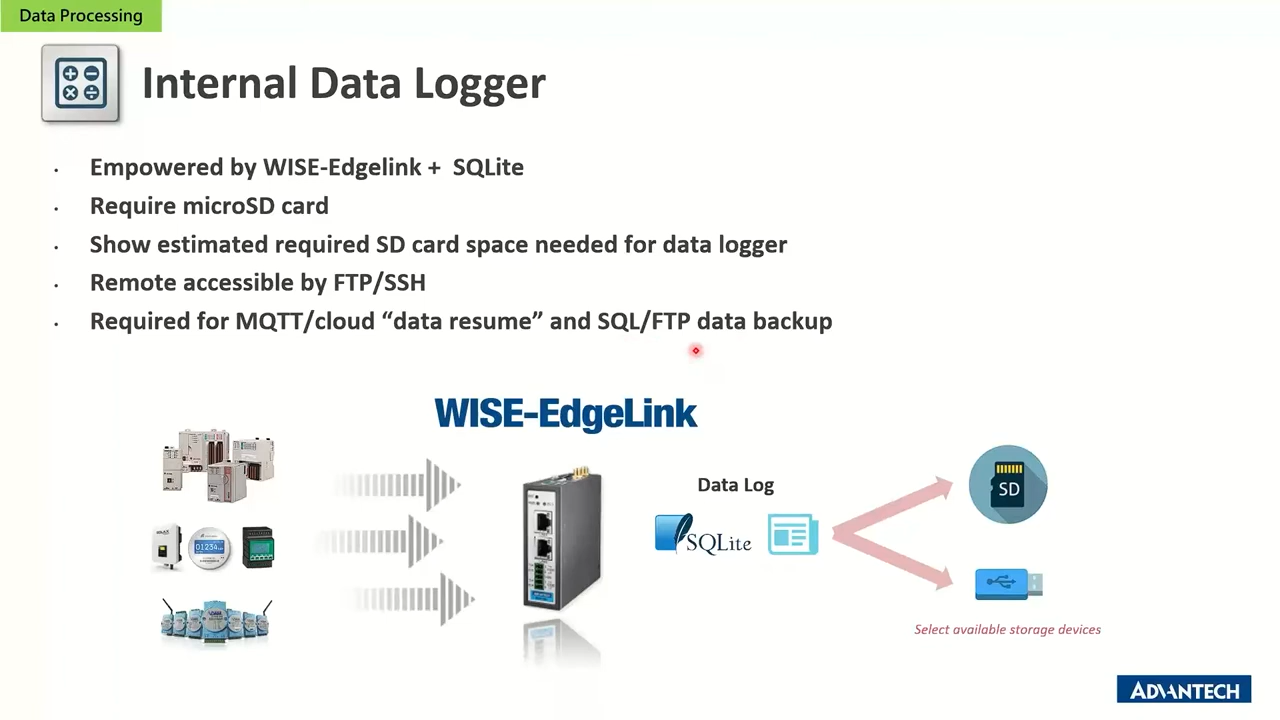 Data Processing
Internal Data Logger
Empowered by WISE-Edgelink + SQLite
Require microSD card
Show estimated required SD card space needed for data logger
Remote accessible by FTP/SSH
Required for MQTT/cloud “data resume” and SQL/FTP data backup
WISE-EdgeLink
Data Log
SQLite
SD
ADVANTECH
Select available storage devices
ADVANTECH